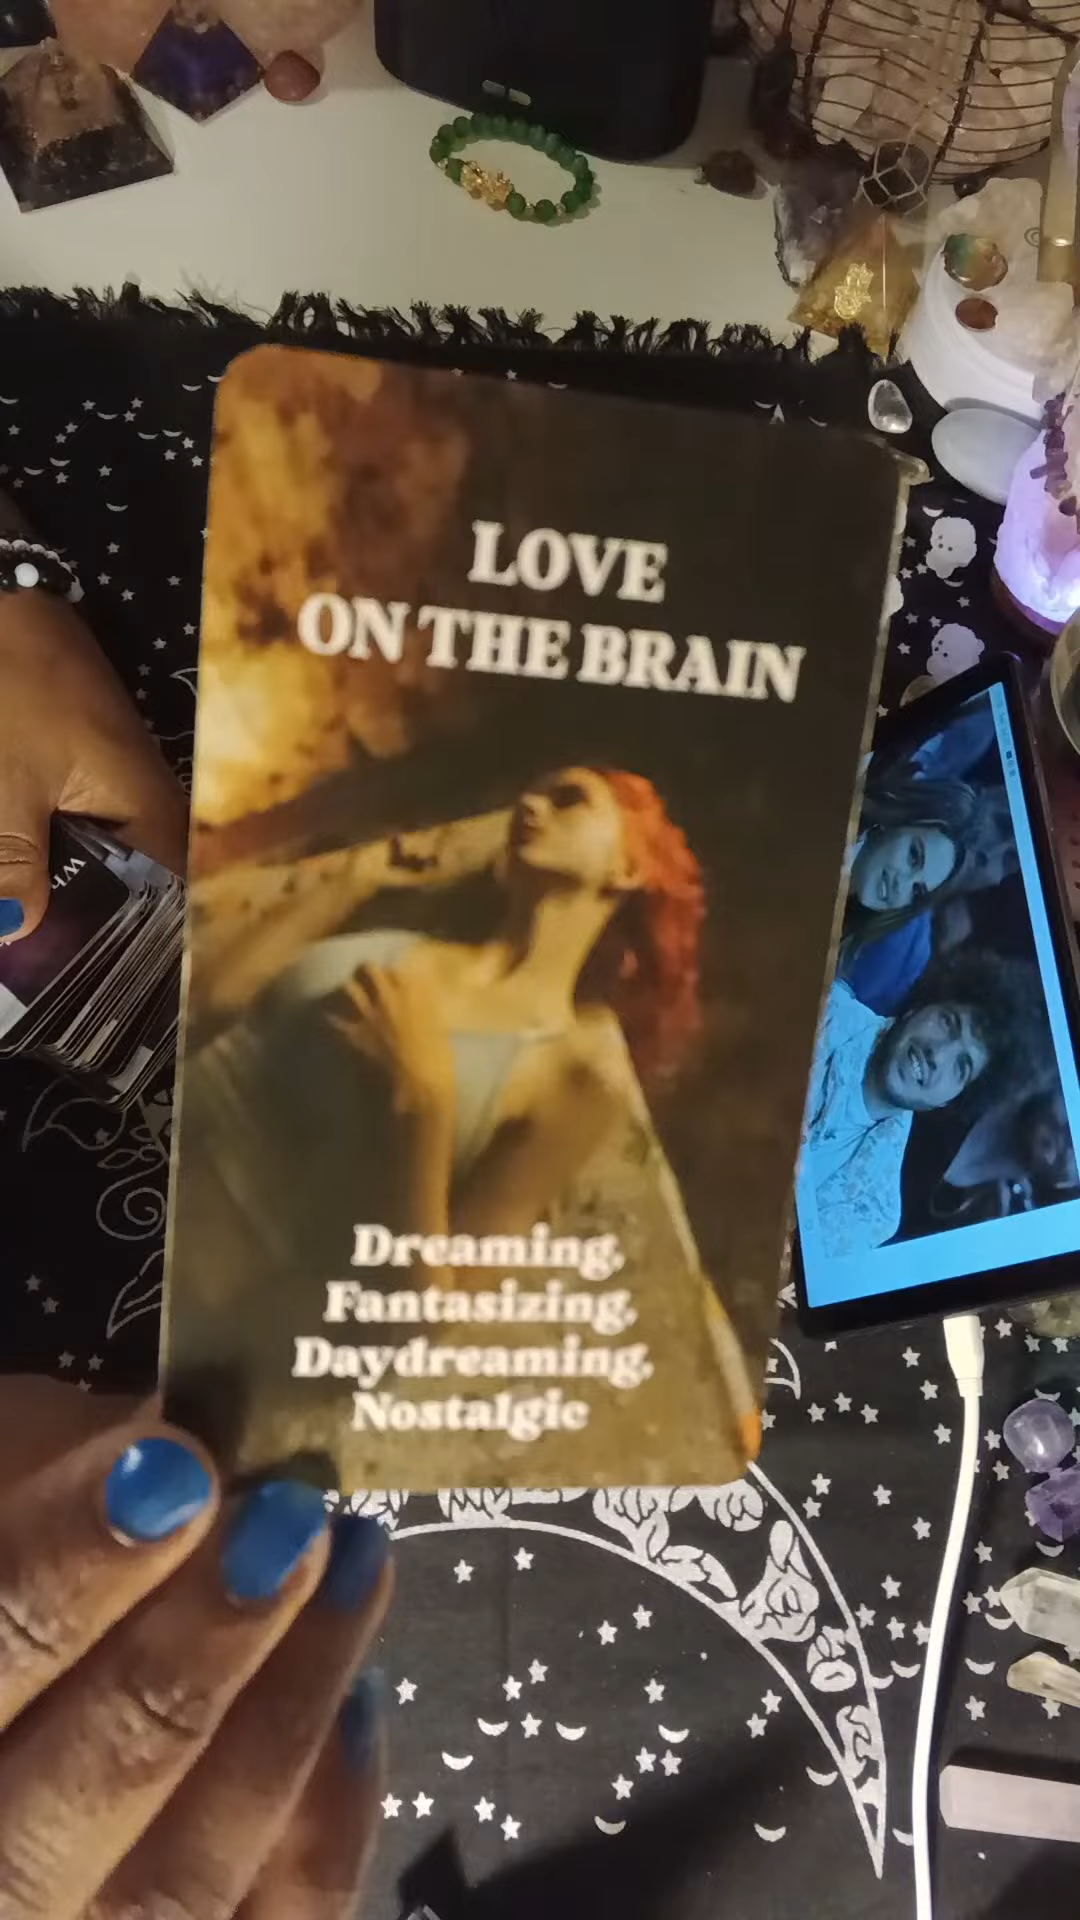 LOVE
ON THE BRAIN
Dreaming,
Fantasizing,
Daydreaming,
Nostalgic